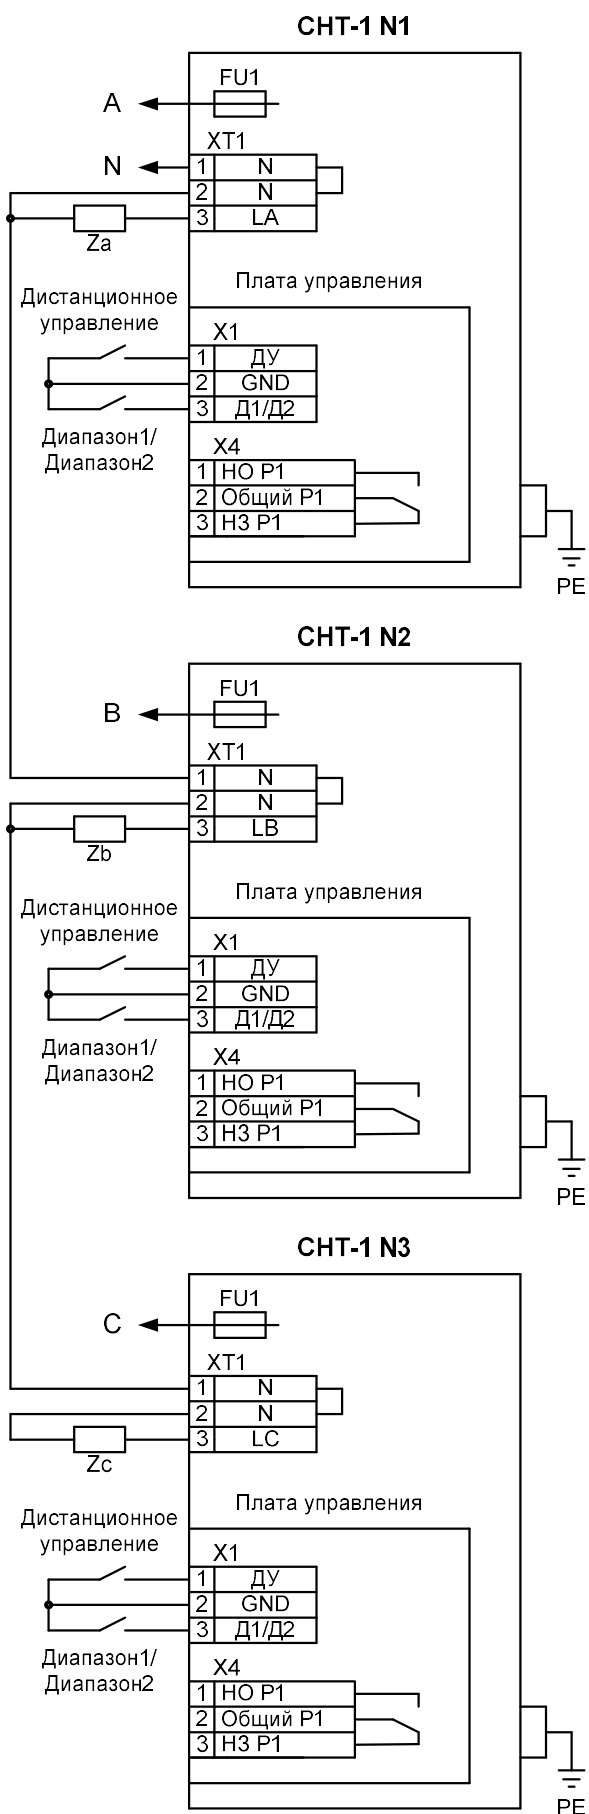 СНТ-1 N1
FU1
A
XT1
N
1 N
2 N
3 LA
Za
Плата управления
Дистанционное
управление
X1
1 ДУ
2 GND
3 Д1/Д2
Диапазон1/
Диапазон2
X4
1 НО Р1
2 Общий Р1
3 НЗ Р1
PE
СНТ-1 N2
FU1
B
XT1
1 N
2 N
3 LB
Zb
Плата управления
Дистанционное
управление
X1
1 ДУ
2 GND
3 Д1/Д2
Диапазон1/
Диапазон2
X4
1 НО Р1
2 Общий Р1
3 НЗ Р1
PE
СНТ-1 N3
FU1
C
XT1
1 N
2 N
3 LC
Zc
Плата управления
Дистанционное
управление
X1
1 ДУ
2 GND
3 Д1/Д2
Диапазон1/
Диапазон2
X4
1 НО Р1
2 Общий Р1
3 НЗ Р1
PE